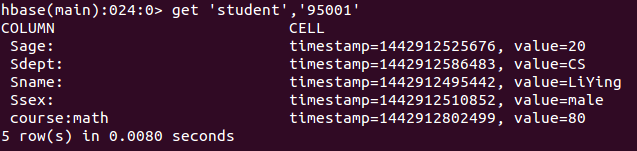 hbase(main):024:0> get 'student','95001'
COLUMN CELL
Sage: timestamp=1442912525676, value=20
Sdept: timestamp=1442912586483, value=CS
Sname: timestamp=1442912495442, value=LiYing
Ssex: timestamp=1442912510852, value=male
course:math timestamp=1442912802499, value=80
5 row(s) in 0.0080 seconds